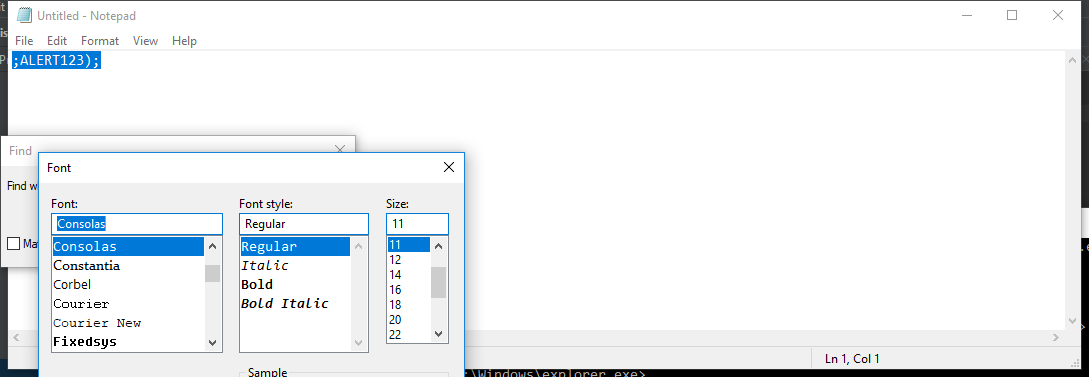 Untitled - Notepad
File Edit Format View Help
;ALERT123);
Find
Find w
Ma
Font
Font: Font style: Size:
Consolas Regular 11
Consolas Regular 11
Constantia Italic 12
Corbel Bold 14
Courier Bold Italic 16
Courier New 18
Fixedsys 20
22
Sample
Ln 1, Col 1
:\Windows\explorer.exe>